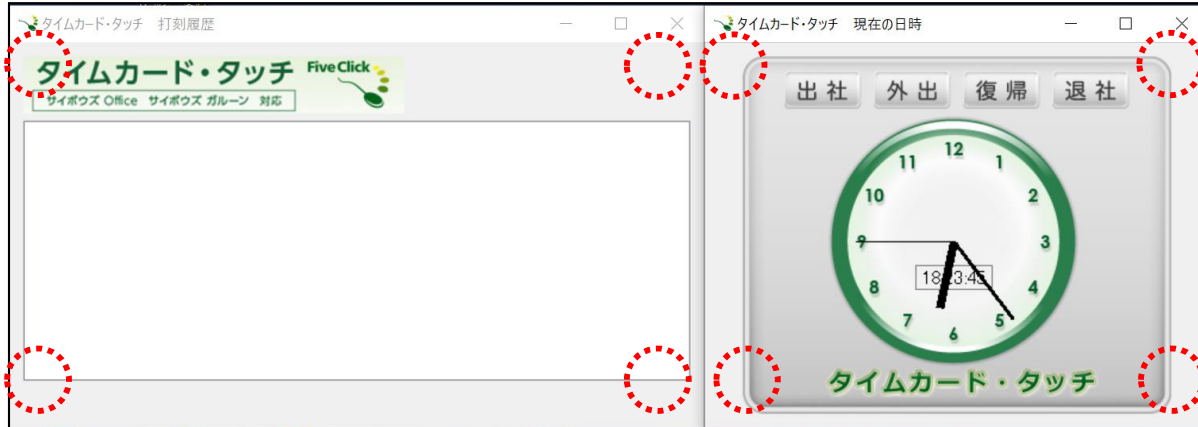 タイムカード・タッチ 打刻履歴
タイムカード・タッチ FiveClick
サイボウズ Office サイボウズ ガルーン 対応
タイムカード・タッチ 現在の日時
出社 外出 復帰 退社
12
11 1
10 2
9 3
8 4
7 5
6
18:23:45
タイムカード・タッチ